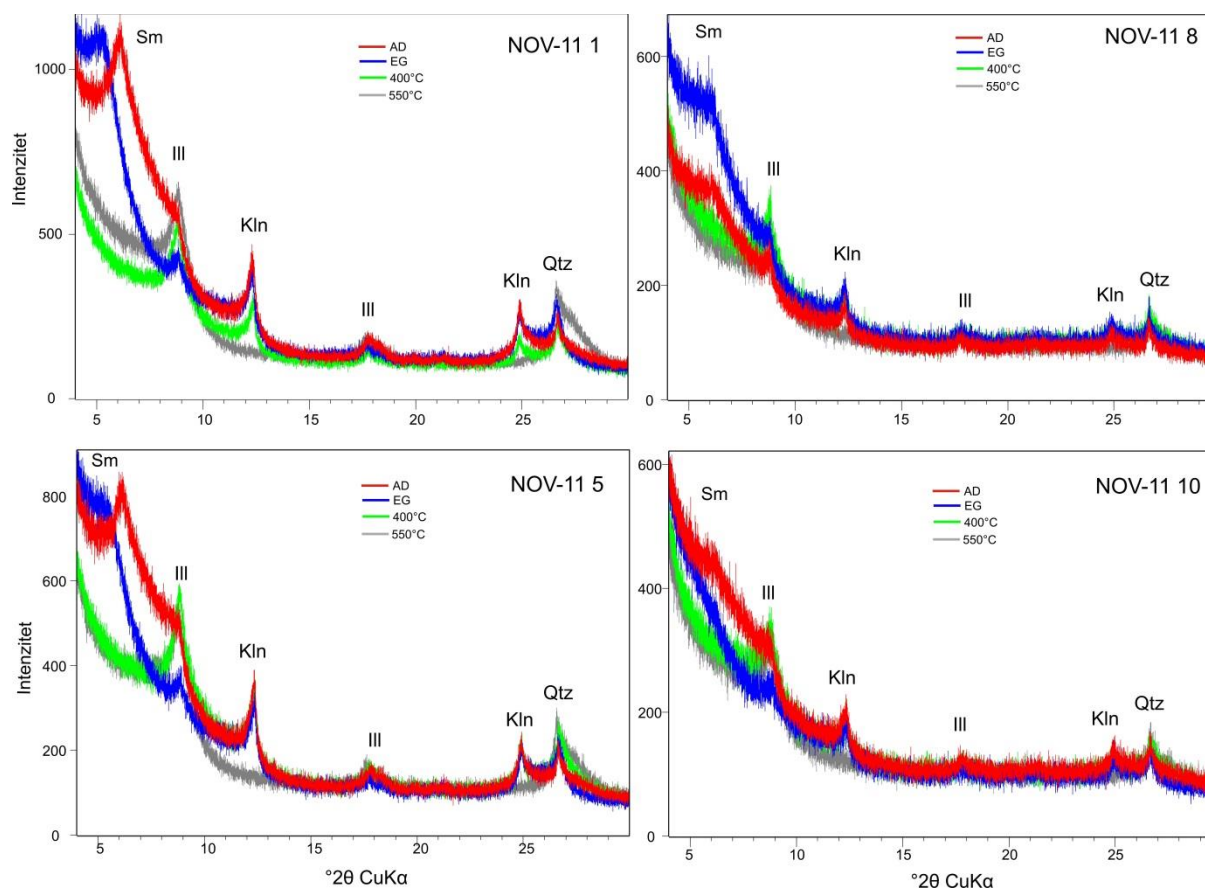 NOV-11 1
Sm
AD
EG
400°C
550°C
Ill
Kln
Ill
Kln
Qtz
Intenzitet
1000
500
0
5 10 15 20 25
NOV-11 8
Sm
AD
EG
400°C
550°C
Ill
Kln
Ill
Kln
Qtz
600
400
200
0
5 10 15 20 25
NOV-11 5
Sm
AD
EG
400°C
550°C
Ill
Kln
Ill
Kln
Qtz
Intenzitet
800
600
400
200
0
5 10 15 20 25
°2θ CuKα
NOV-11 10
Sm
AD
EG
400°C
550°C
Ill
Kln
Ill
Kln
Qtz
600
400
200
0
5 10 15 20 25
°2θ CuKα